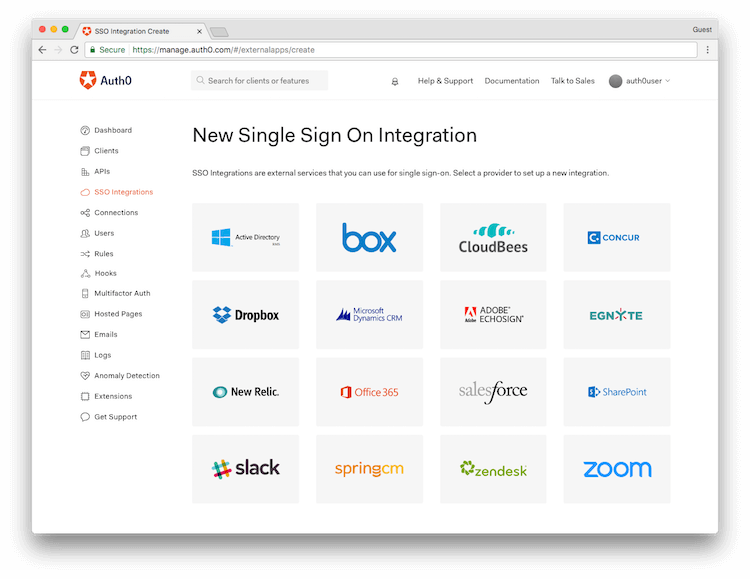 SSO Integration Create
Guest
Secure https://manage.auth0.com/#/externalapps/create
Auth0
Search for clients or features
Help & Support
Documentation
Talk to Sales
auth0user
Dashboard
Clients
APIs
SSO Integrations
Connections
Users
Rules
Hooks
Multifactor Auth
Hosted Pages
Emails
Logs
Anomaly Detection
Extensions
Get Support
New Single Sign On Integration
SSO Integrations are external services that you can use for single sign-on. Select a provider to set up a new integration.
Active Directory
box
CloudBees
CONCUR
Dropbox
Microsoft
Dynamics CRM
Adobe
ADOBE®
ECHOSIGN®
EGNYTE
New Relic.
Office 365
salesforce
SharePoint
slack
springcm
zendesk
zoom